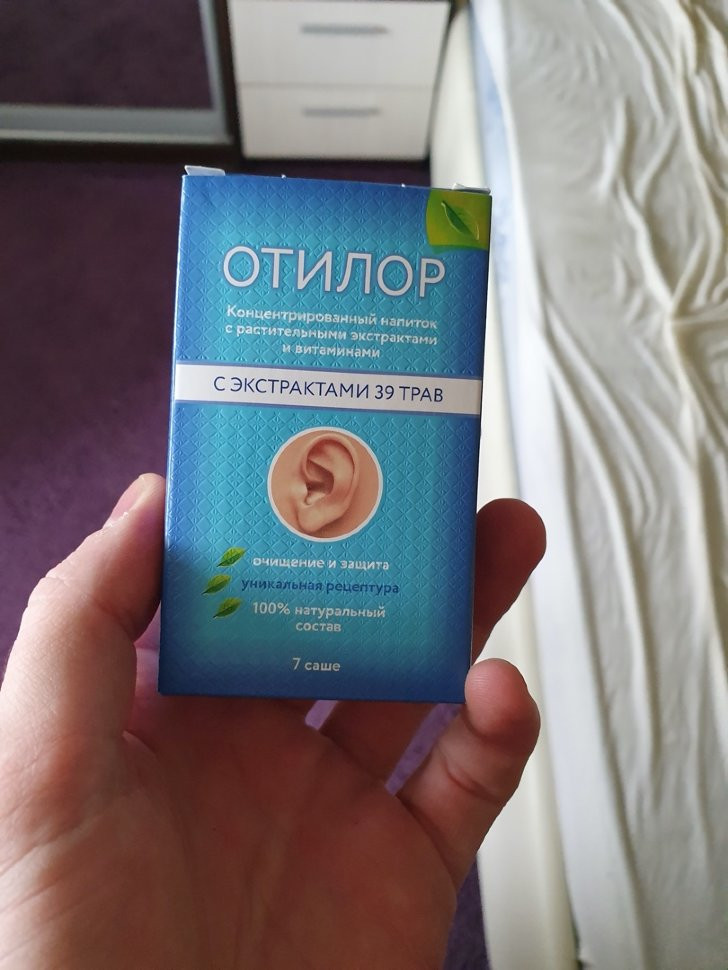 ОТИЛОР
Концентрированный напиток
с растительными экстрактами
и витаминами
С ЭКСТРАКТАМИ 39 ТРАВ
очищение и защита
уникальная рецептура
100% натуральный
состав
7 саше